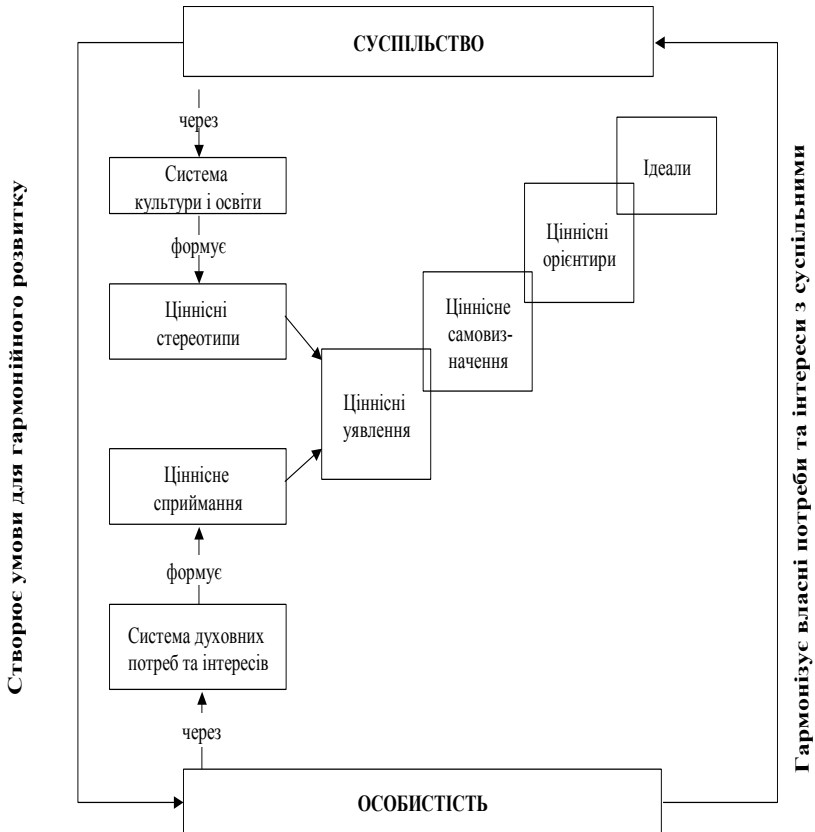 СУСПІЛЬСТВО
через
Система
культури і освіти
формує
Ціннісні
стереотипи
Ціннісне
сприймання
формує
Система духовних
потреб та інтересів
через
Ціннісні
уявлення
Ціннісне
самовиз-
начення
Ціннісні
орієнтири
Ідеали
ОСОБИСТІСТЬ
Створює умови для гармонійного розвитку
Гармонізує власні потреби та інтереси з суспільними